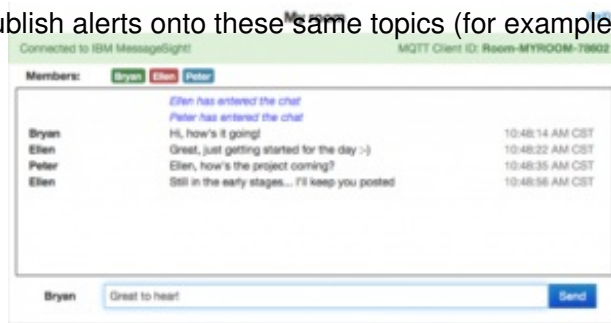 ublish alerts onto these same topics (for example
My room
Connected to IBM MessageSight! MQTT Client ID: Room-MYROOM-78602
Members: Bryan Ellen Peter
Ellen has entered the chat
Peter has entered the chat
Bryan Hi, how's it going! 10:48:14 AM CST
Ellen Great, just getting started for the day :-) 10:48:22 AM CST
Peter Ellen, how's the project coming? 10:48:35 AM CST
Ellen Still in the early stages... I'll keep you posted 10:48:56 AM CST
Bryan Great to hear! Send